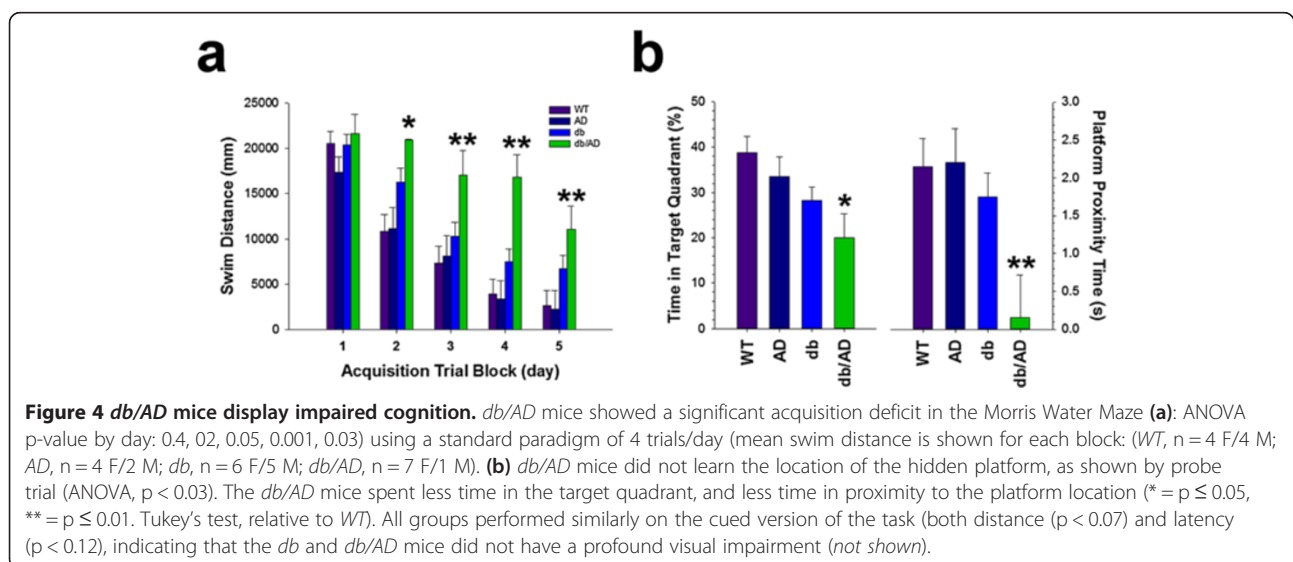 a
b
25000
20000
15000
10000
5000
0
Swim Distance (mm)
WT
AD
db
db/AD
*
**
**
**
1 2 3 4 5
Acquisition Trial Block (day)
50
40
30
20
10
0
Time in Target Quadrant (%)
*
WT AD db db/AD
**
WT AD db db/AD
3.0
2.5
2.0
1.5
1.0
0.5
0.0
Platform Proximity Time (s)
Figure 4 db/AD mice display impaired cognition. db/AD mice showed a significant acquisition deficit in the Morris Water Maze (a): ANOVA
p-value by day: 0.4, 02, 0.05, 0.001, 0.03) using a standard paradigm of 4 trials/day (mean swim distance is shown for each block: (WT, n = 4 F/4 M;
AD, n = 4 F/2 M; db, n = 6 F/5 M; db/AD, n = 7 F/1 M). (b) db/AD mice did not learn the location of the hidden platform, as shown by probe
trial (ANOVA, p < 0.03). The db/AD mice spent less time in the target quadrant, and less time in proximity to the platform location (* = p ≤ 0.05,
** = p ≤ 0.01. Tukey's test, relative to WT). All groups performed similarly on the cued version of the task (both distance (p < 0.07) and latency
(p < 0.12), indicating that the db and db/AD mice did not have a profound visual impairment (not shown).